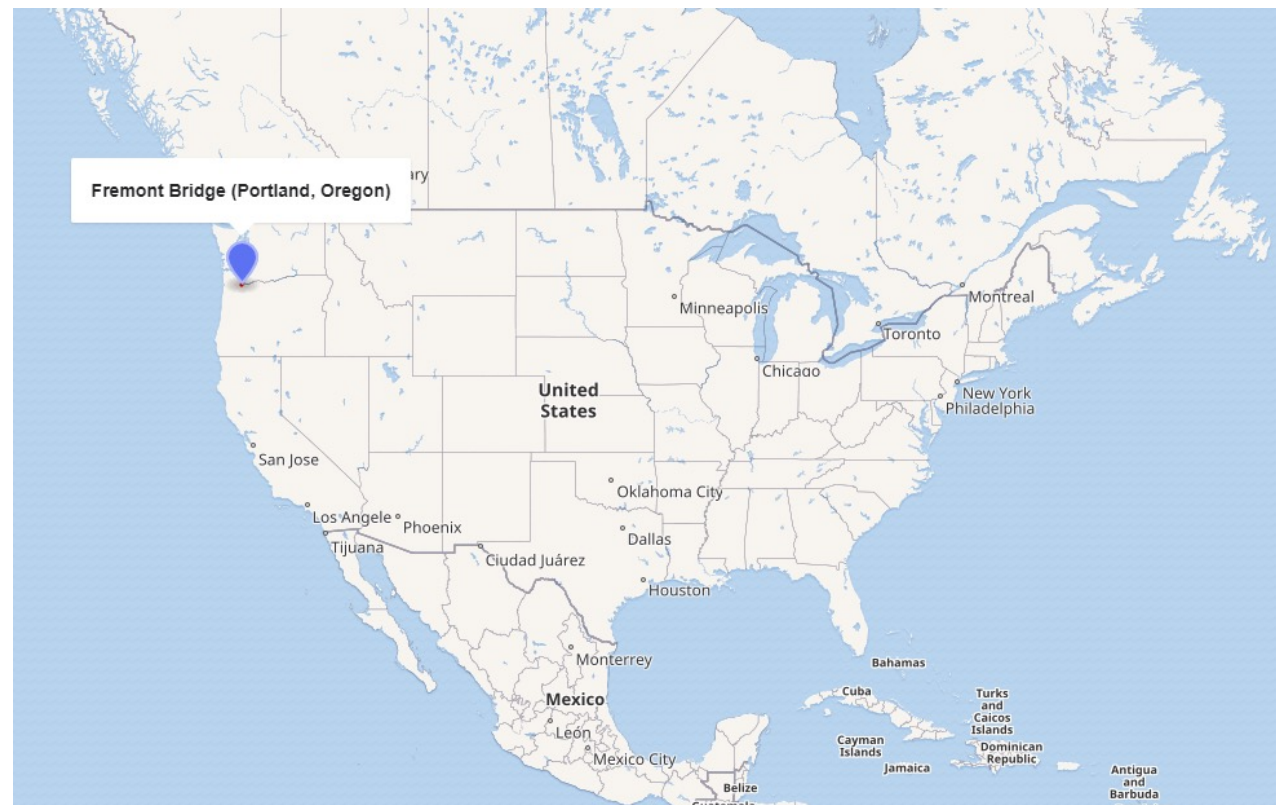 ary
Fremont Bridge (Portland, Oregon)
Montreal
Minneapolis
Toronto
Chicago
United
States
New York
Philadelphia
San Jose
Oklahoma City
Los Angele
Phoenix
Dallas
Tijuana
Ciudad Juárez
Houston
Monterrey
Bahamas
Mexico
Cuba
Turks
and
Caicos
Islands
León
Cayman
Islands
Mexico City
Dominican
Republic
Jamaica
Antigua
and
Barbuda
Belize